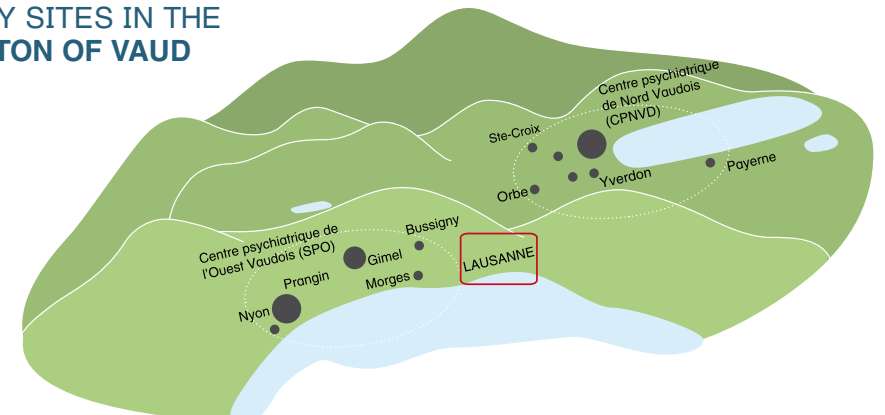 Y SITES IN THE
TON OF VAUD
Centre psychiatrique
de Nord Vaudois
(CPNVD)
Ste-Croix
Payerne
Yverdon
Orbe
Bussigny
Centre psychiatrique de
l'Ouest Vaudois (SPO)
Gimel
LAUSANNE
Prangin
Morges
Nyon